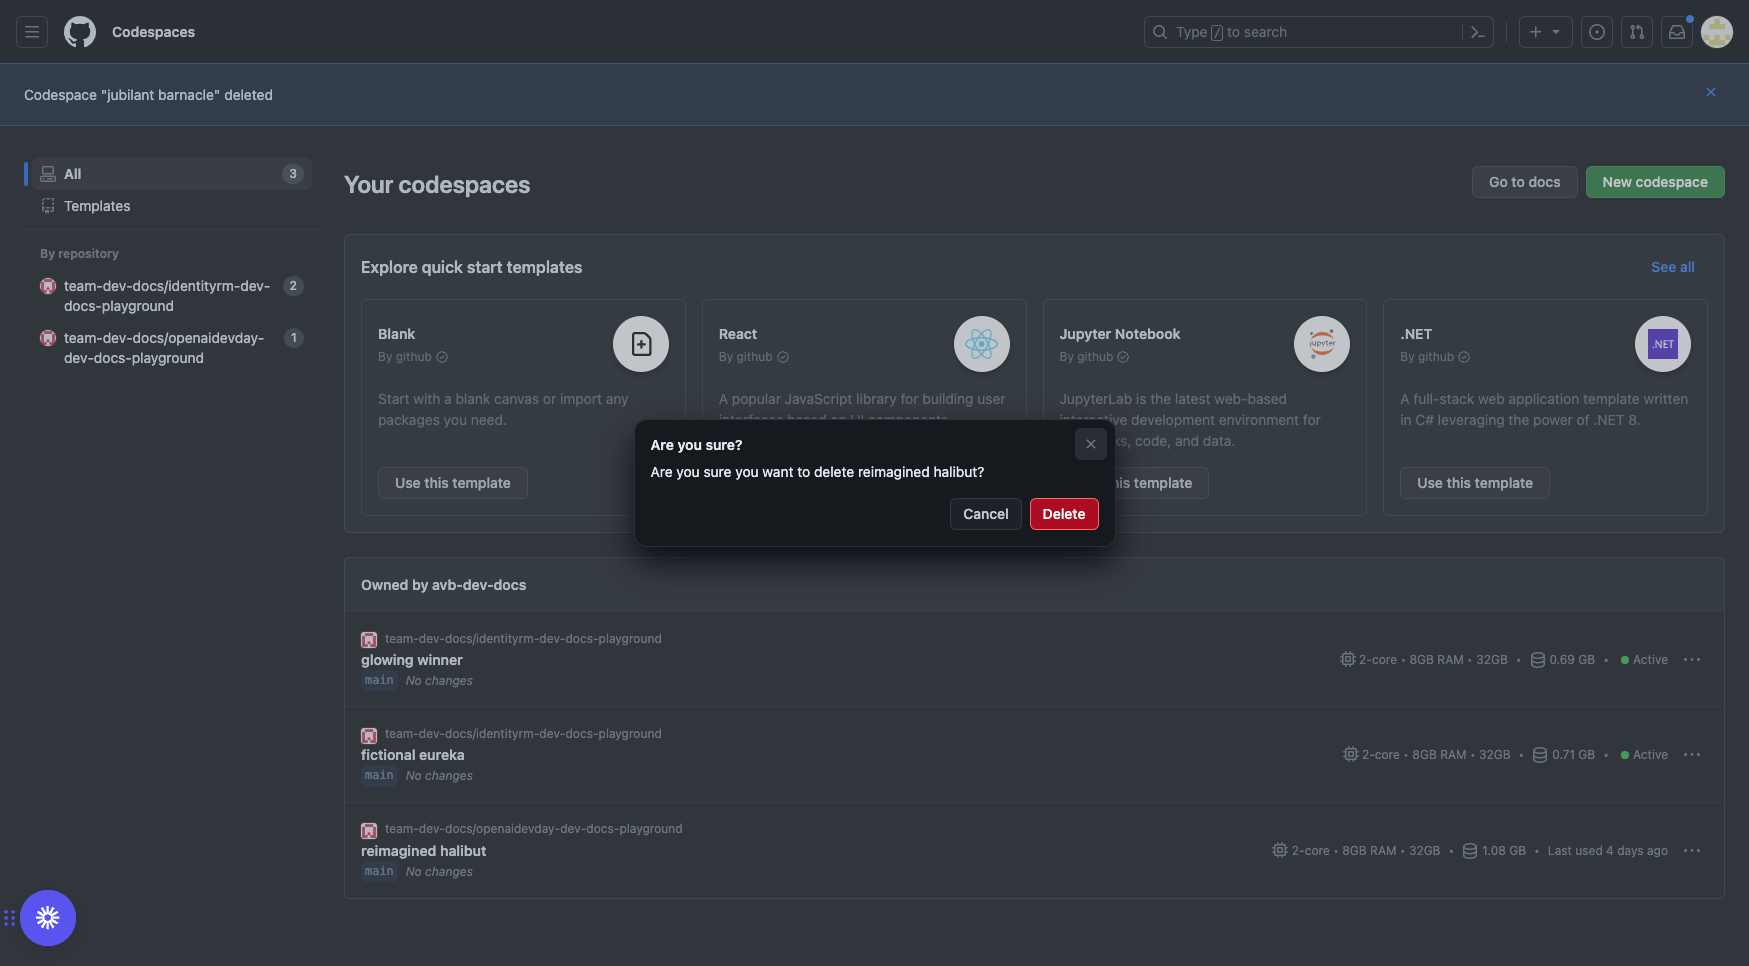 Codespaces
Type / to search
Codespace "jubilant barnacle" deleted
All
3
Templates
By repository
team-dev-docs/identityrm-dev-
docs-playground
2
team-dev-docs/openaidevday-
dev-docs-playground
1
Your codespaces
Go to docs
New codespace
Explore quick start templates
See all
Blank
By github
Start with a blank canvas or import any
packages you need.
Use this template
React
By github
A popular JavaScript library for building user
Jupyter Notebook
By github
jupyter
JupyterLab is the latest web-based
development environment for
code, and data.
template
.NET
By github
.NET
A full-stack web application template written
in C# leveraging the power of .NET 8.
Use this template
Are you sure?
Are you sure you want to delete reimagined halibut?
Cancel
Delete
Owned by avb-dev-docs
team-dev-docs/identityrm-dev-docs-playground
glowing winner
main No changes
2-core • 8GB RAM • 32GB • 0.69 GB • Active
team-dev-docs/identityrm-dev-docs-playground
fictional eureka
main No changes
2-core • 8GB RAM • 32GB • 0.71 GB • Active
team-dev-docs/openaidevday-dev-docs-playground
reimagined halibut
main No changes
2-core • 8GB RAM • 32GB • 1.08 GB • Last used 4 days ago